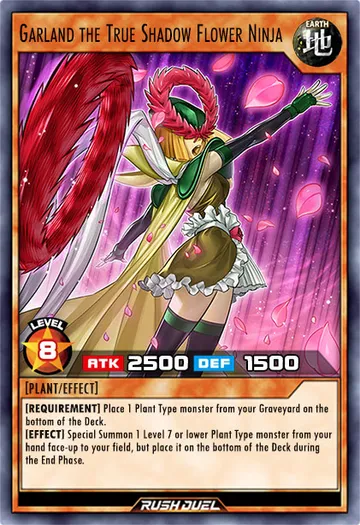 Garland the True Shadow Flower Ninja
EARTH
地
LEVEL
8
ATK 2500 DEF 1500
[PLANT/EFFECT]
[REQUIREMENT] Place 1 Plant Type monster from your Graveyard on the
bottom of the Deck.
[EFFECT] Special Summon 1 Level 7 or lower Plant Type monster from your
hand face-up to your field, but place it on the bottom of the Deck during
the End Phase.
RUSH DUEL